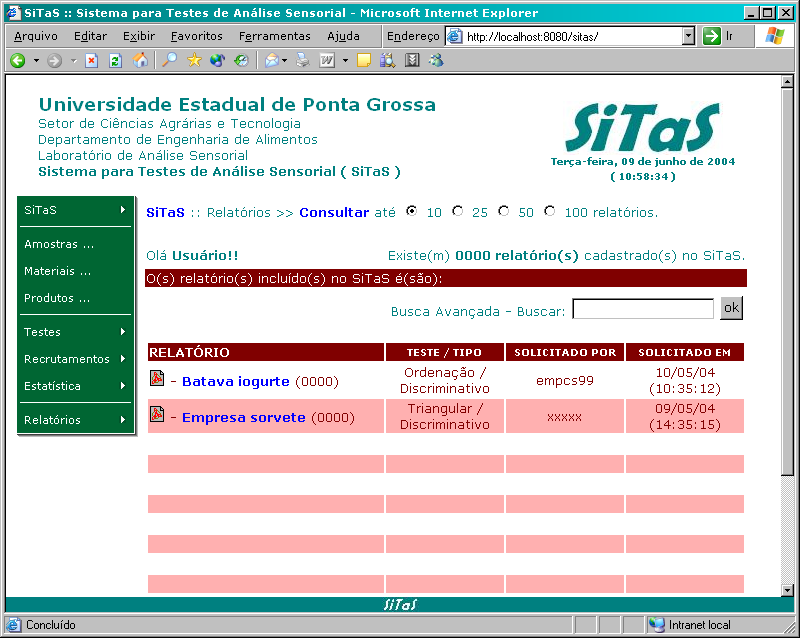 SiTaS :: Sistema para Testes de Análise Sensorial - Microsoft Internet Explorer
Arquivo Editar Exibir Favoritos Ferramentas Ajuda Endereço http://localhost:8080/sitas/ Ir
Universidade Estadual de Ponta Grossa
Setor de Ciências Agrárias e Tecnologia
Departamento de Engenharia de Alimentos
Laboratório de Análise Sensorial
Sistema para Testes de Análise Sensorial ( SiTaS )
SiTaS
Terça-feira, 09 de junho de 2004
( 10:58:34 )
SiTaS
Amostras ...
Materiais ...
Produtos ...
Testes
Recrutamentos
Estatística
Relatórios
SiTaS :: Relatórios >> Consultar até 10 25 50 100 relatórios.
Olá Usuário!! Existe(m) 0000 relatório(s) cadastrado(s) no SiTaS.
O(s) relatório(s) incluído(s) no SiTaS é(são):
Busca Avançada - Buscar: ok
RELATÓRIO TESTE / TIPO SOLICITADO POR SOLICITADO EM
- Batava iogurte (0000) Ordenação / Discriminativo empcs99 10/05/04 (10:35:12)
- Empresa sorvete (0000) Triangular / Discriminativo xxxxx 09/05/04 (14:35:15)
SiTaS
Concluído Intranet local